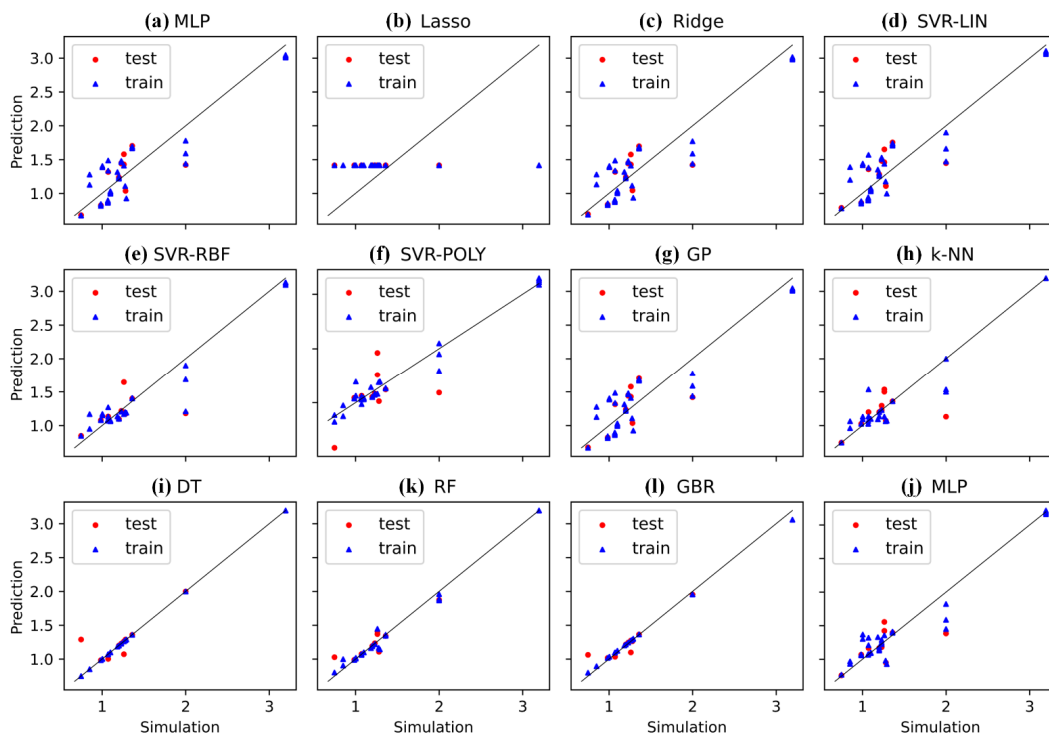 (a) MLP
(b) Lasso
(c) Ridge
(d) SVR-LIN
Prediction
3.0
2.5
2.0
1.5
1.0
test
train
test
train
test
train
test
train
(e) SVR-RBF
(f) SVR-POLY
(g) GP
(h) k-NN
Prediction
3.0
2.5
2.0
1.5
1.0
test
train
test
train
test
train
test
train
(i) DT
(k) RF
(l) GBR
(j) MLP
Prediction
3.0
2.5
2.0
1.5
1.0
test
train
test
train
test
train
test
train
1 2 3
1 2 3
1 2 3
1 2 3
Simulation
Simulation
Simulation
Simulation